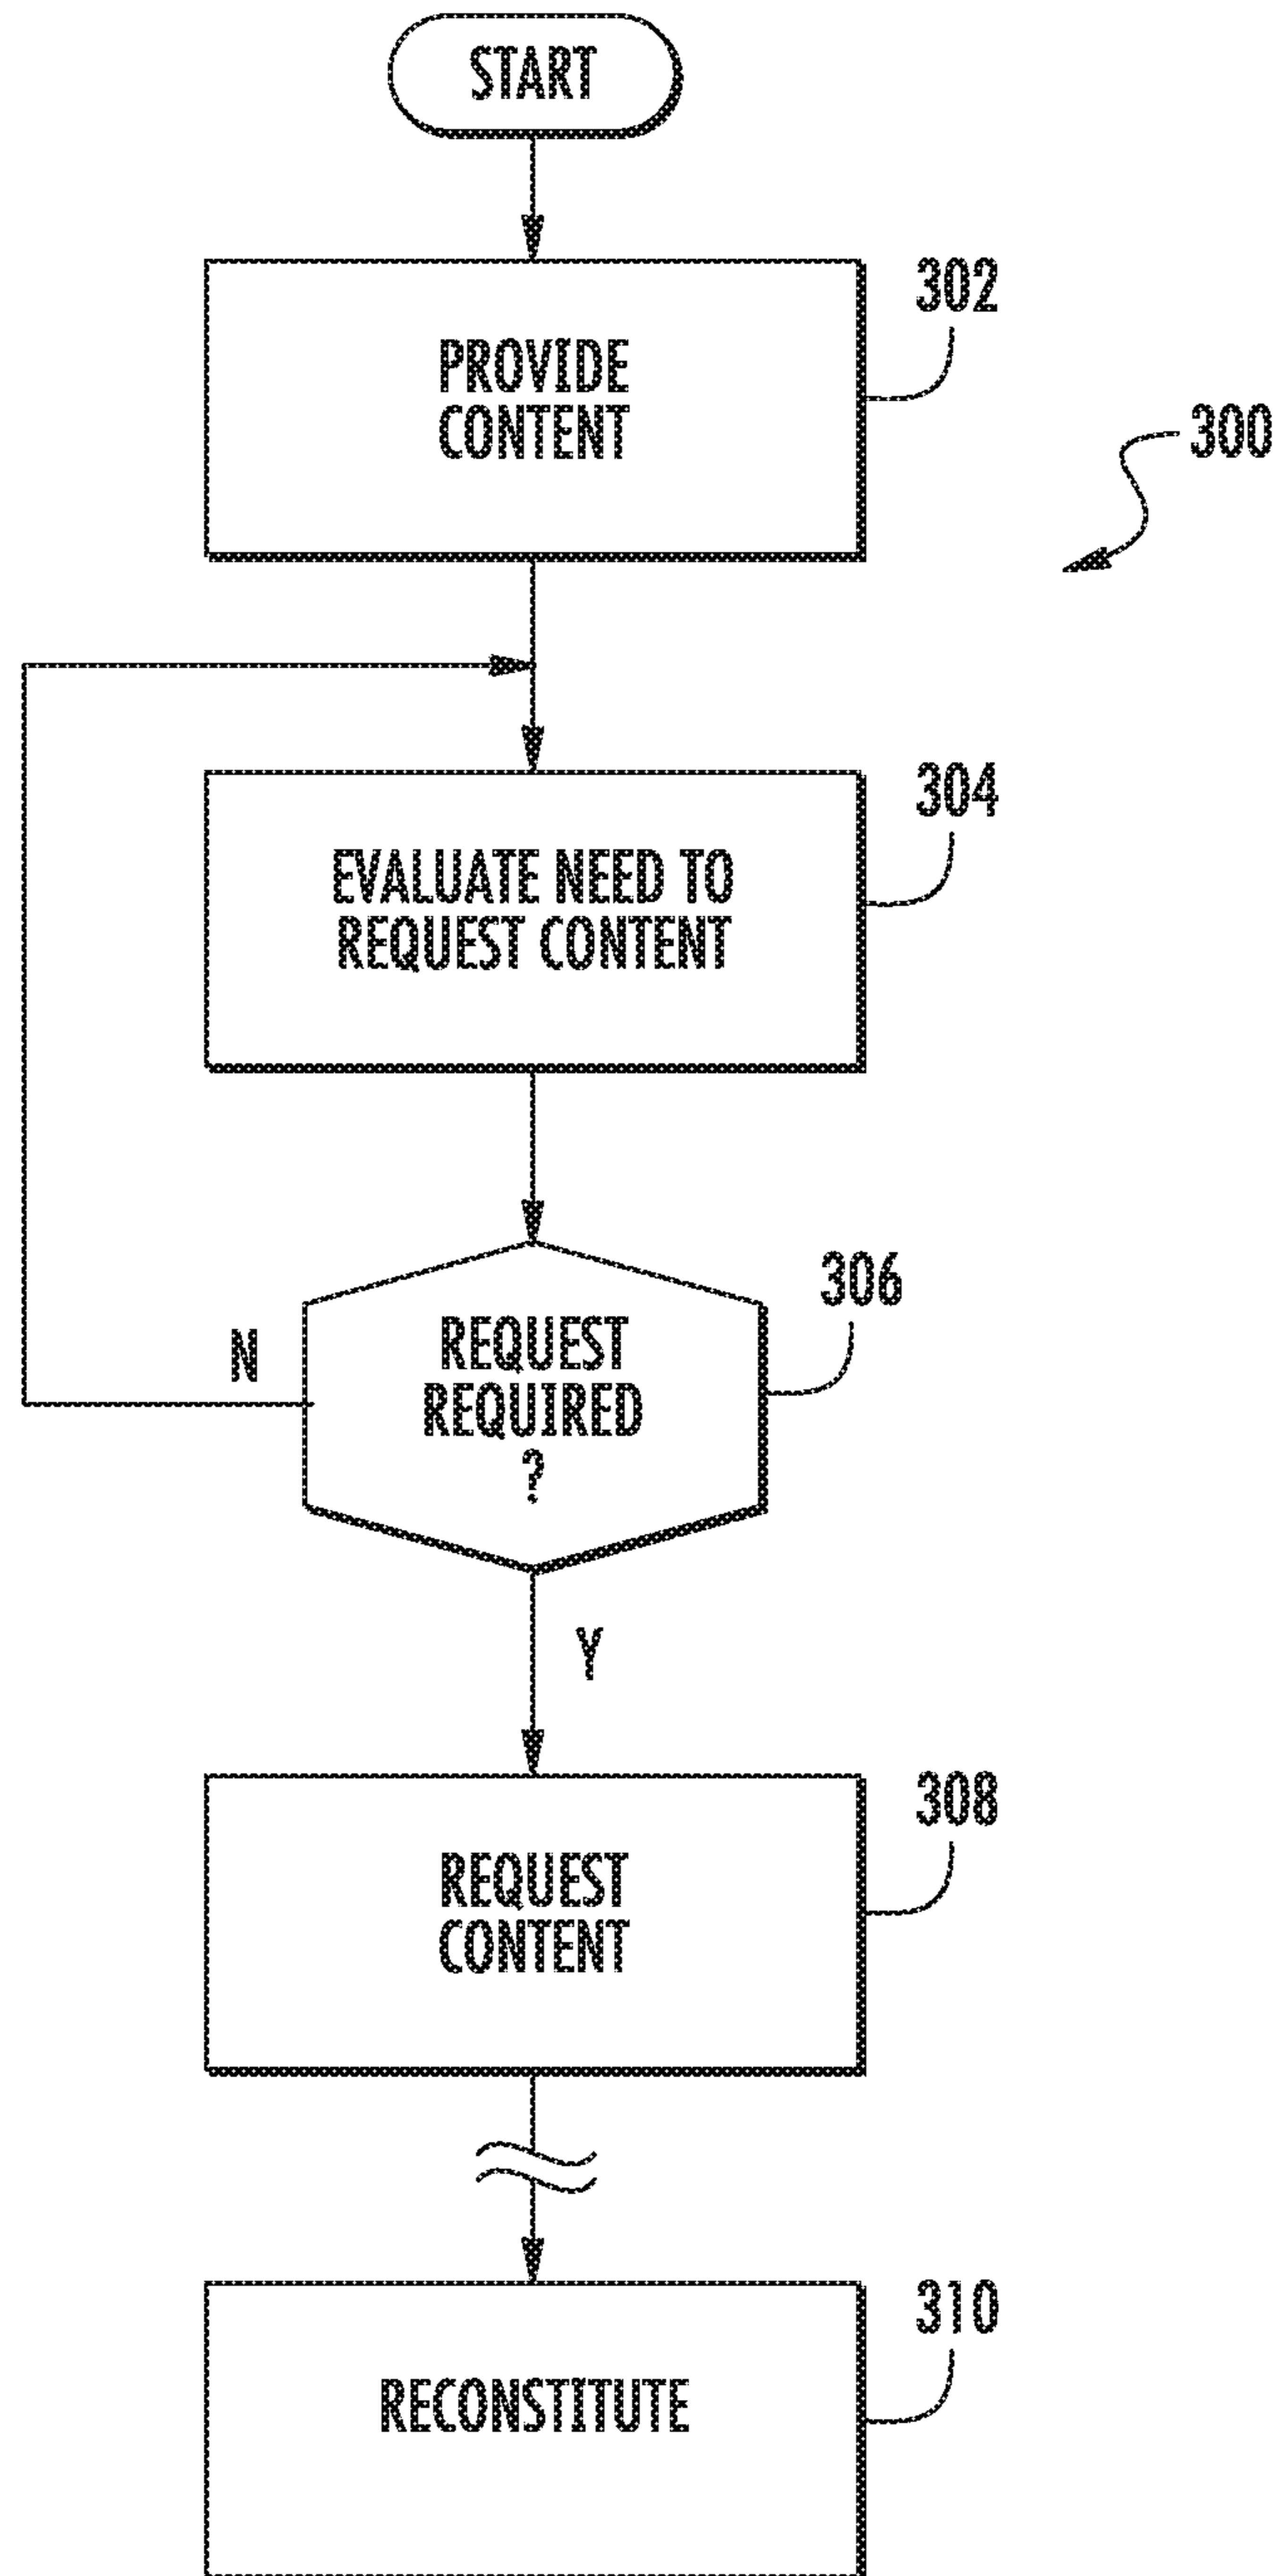 START
302
PROVIDE
CONTENT
300
304
EVALUATE NEED TO
REQUEST CONTENT
306
N
REQUEST
REQUIRED
?
Y
308
REQUEST
CONTENT
310
RECONSTITUTE